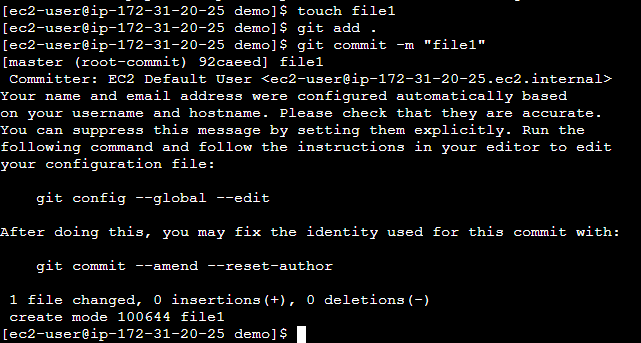 [ec2-user@ip-172-31-20-25 demo]$ touch file1
[ec2-user@ip-172-31-20-25 demo]$ git add .
[ec2-user@ip-172-31-20-25 demo]$ git commit -m "file1"
[master (root-commit) 92caeed] file1
 Committer: EC2 Default User <ec2-user@ip-172-31-20-25.ec2.internal>
Your name and email address were configured automatically based
on your username and hostname. Please check that they are accurate.
You can suppress this message by setting them explicitly. Run the
following command and follow the instructions in your editor to edit
your configuration file:

    git config --global --edit

After doing this, you may fix the identity used for this commit with:

    git commit --amend --reset-author

 1 file changed, 0 insertions(+), 0 deletions(-)
 create mode 100644 file1
[ec2-user@ip-172-31-20-25 demo]$